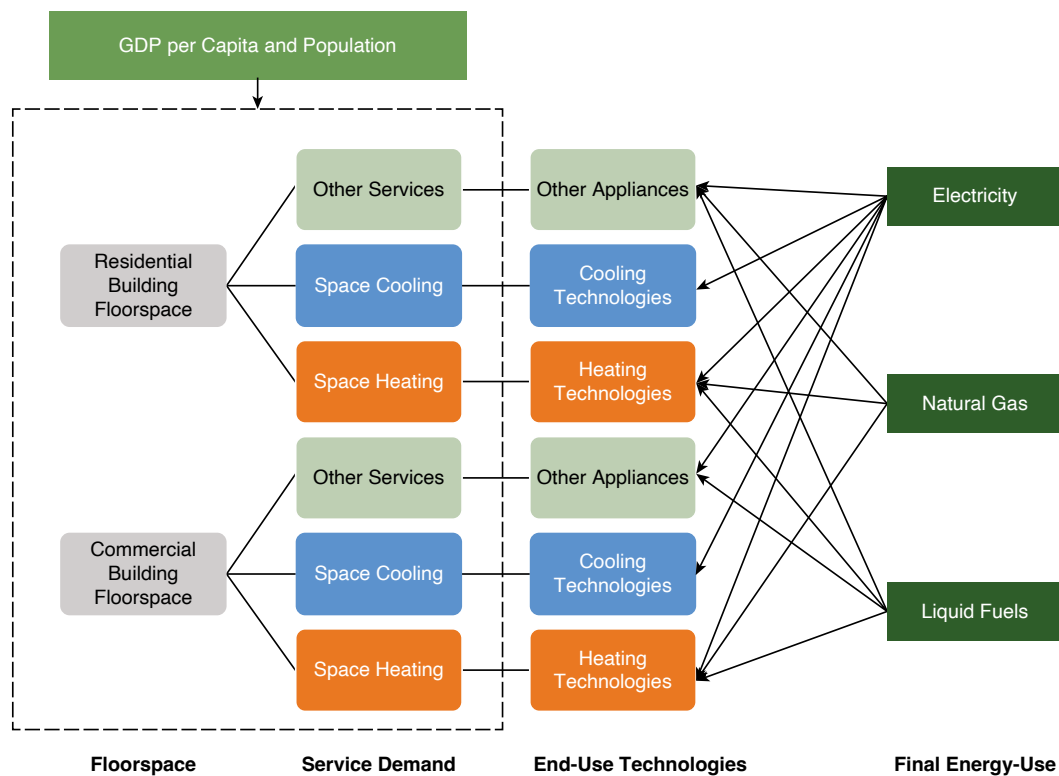 GDP per Capita and Population
Other Services
Other Appliances
Electricity
Residential
Building
Floorspace
Space Cooling
Cooling
Technologies
Space Heating
Heating
Technologies
Natural Gas
Other Services
Other Appliances
Commercial
Building
Floorspace
Space Cooling
Cooling
Technologies
Liquid Fuels
Space Heating
Heating
Technologies
Floorspace
Service Demand
End-Use Technologies
Final Energy-Use